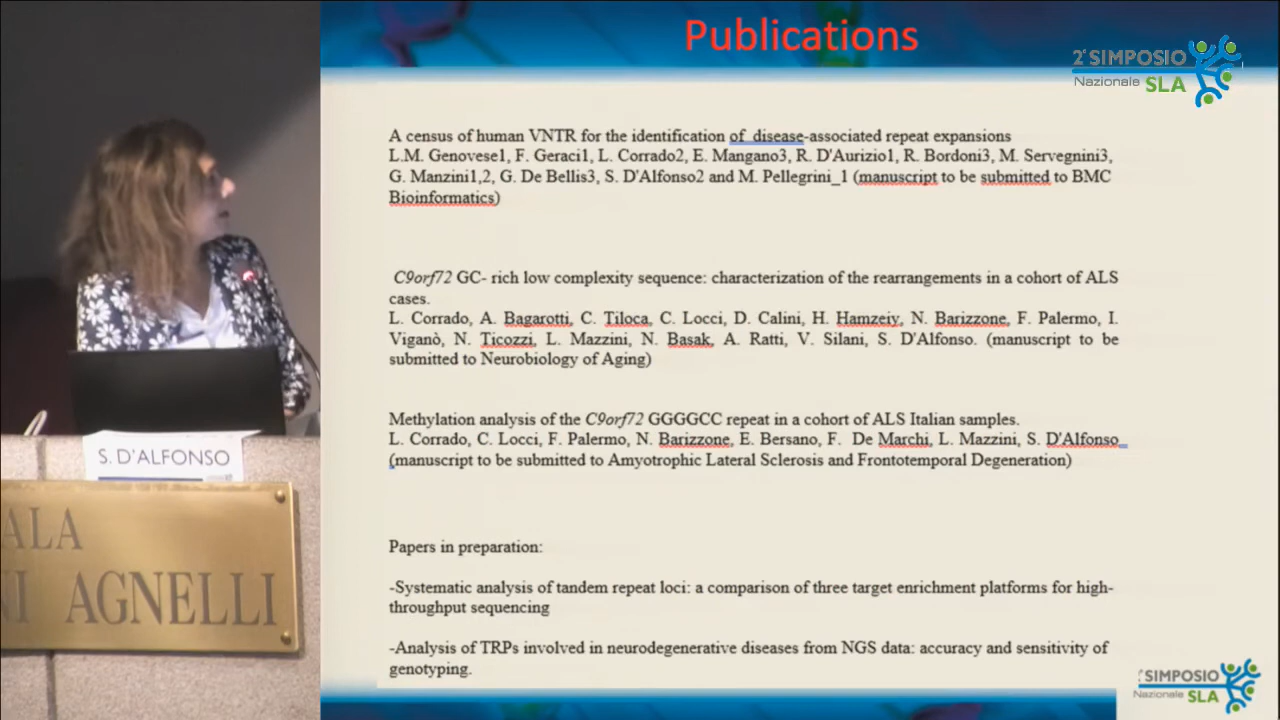 Publications
2° SIMPOSIO
Nazionale SLA
A census of human VNTR for the identification of disease-associated repeat expansions
L.M. Genovese1, F. Geraci1, L. Corrado2, E. Mangano3, R. D'Aurizio1, R. Bordoni3, M. Servegnini3,
G. Manzini1,2, G. De Bellis3, S. D'Alfonso2 and M. Pellegrini_1 (manuscript to be submitted to BMC
Bioinformatics)
C9orf72 GC- rich low complexity sequence: characterization of the rearrangements in a cohort of ALS
cases.
L. Corrado, A. Bagarotti, C. Tiloca, C. Locci, D. Calini, H. Hamzeiy, N. Barizzone, F. Palermo, I.
Viganò, N. Ticozzi, L. Mazzini, N. Basak, A. Ratti, V. Silani, S. D'Alfonso. (manuscript to be
submitted to Neurobiology of Aging)
Methylation analysis of the C9orf72 GGGGCC repeat in a cohort of ALS Italian samples.
L. Corrado, C. Locci, F. Palermo, N. Barizzone, E. Bersano, F. De Marchi, L. Mazzini, S. D'Alfonso
(manuscript to be submitted to Amyotrophic Lateral Sclerosis and Frontotemporal Degeneration)
Papers in preparation:
-Systematic analysis of tandem repeat loci: a comparison of three target enrichment platforms for high-
throughput sequencing
-Analysis of TRPs involved in neurodegenerative diseases from NGS data: accuracy and sensitivity of
genotyping.
SIMPOSIO
Nazionale SLA
S. D'ALFONSO
ALA
NI AGNELLI